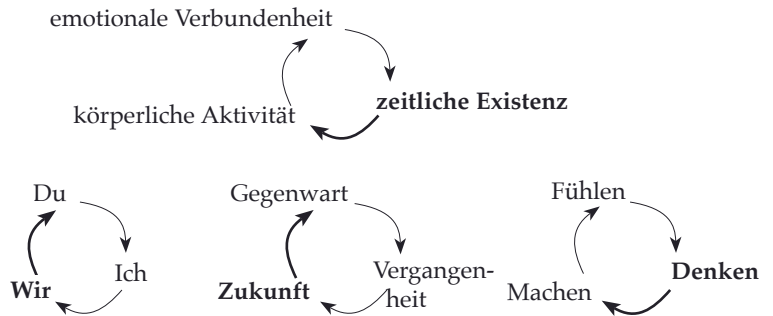 emotionale Verbundenheit
zeitliche Existenz
körperliche Aktivität
Du
Ich
Wir
Gegenwart
Vergangen-
heit
Zukunft
Fühlen
Denken
Machen